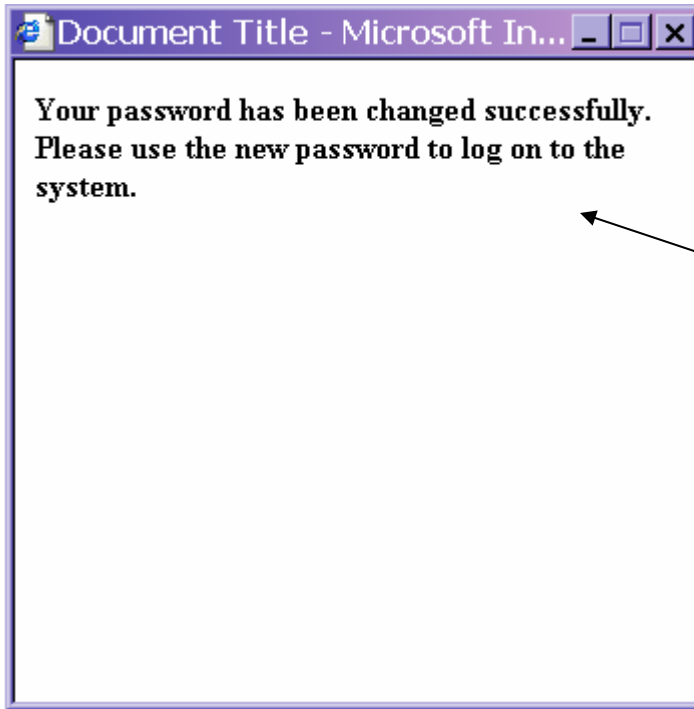 Document Title - Microsoft In...
Your password has been changed successfully.
Please use the new password to log on to the
system.